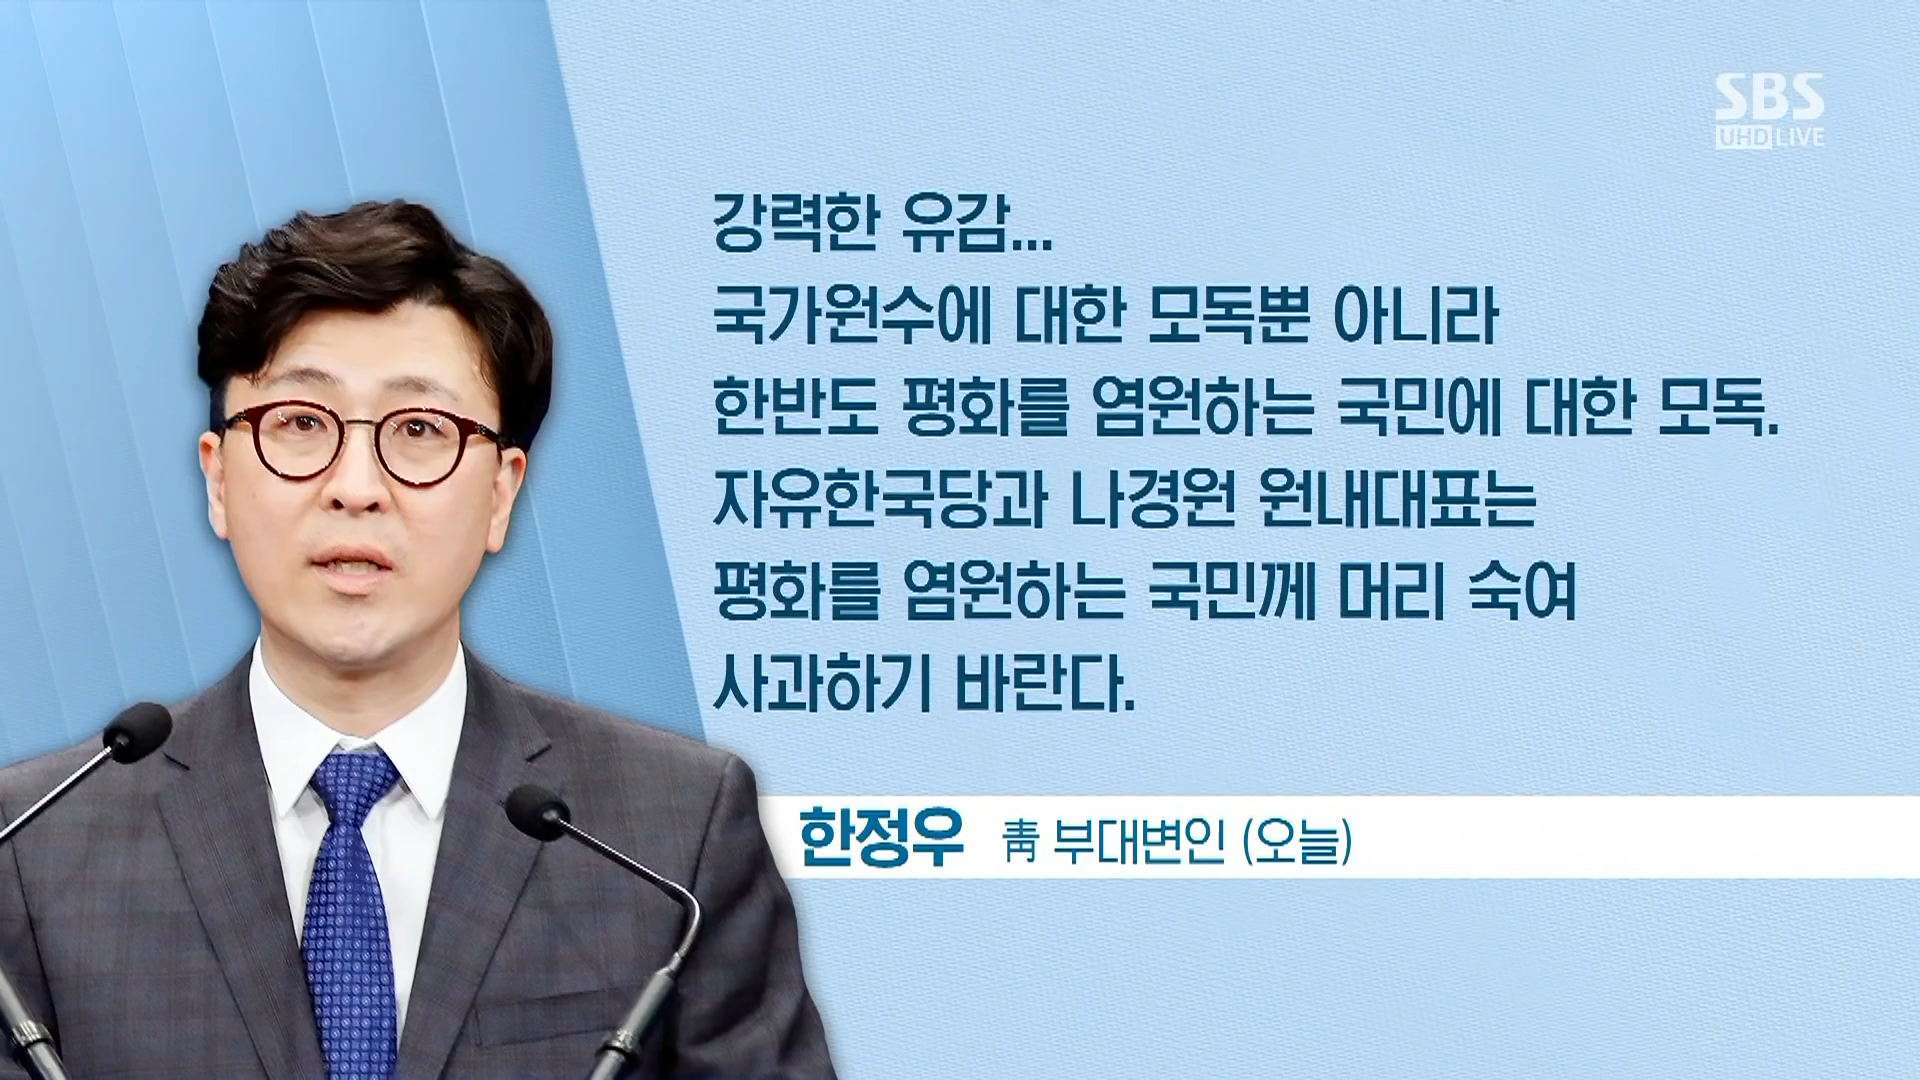 SBS
UHD LIVE
강력한 유감...
국가원수에 대한 모독뿐 아니라
한반도 평화를 염원하는 국민에 대한 모독.
자유한국당과 나경원 원내대표는
평화를 염원하는 국민께 머리 숙여
사과하기 바란다.
한정우 靑 부대변인 (오늘)